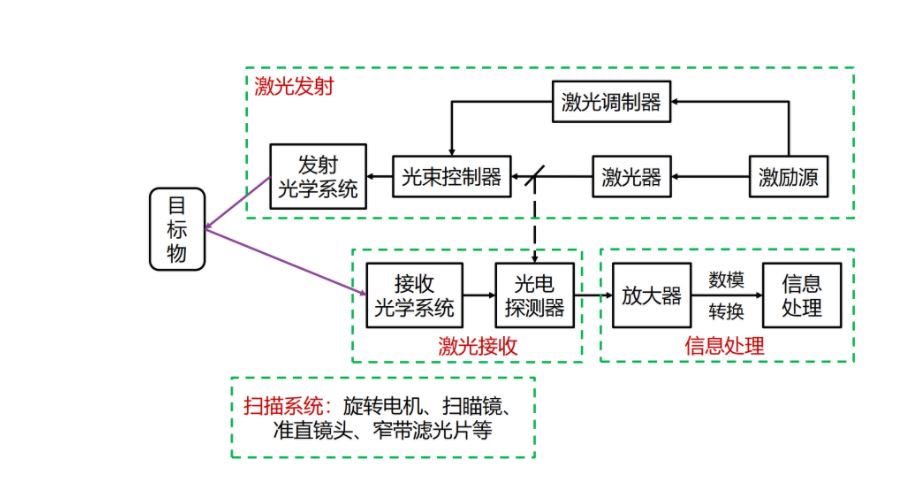 激光发射
激光调制器
发射
光学系统
光束控制器
激光器
激励源
目
标
物
接收
光学系统
光电
探测器
放大器
数模
转换
信息
处理
激光接收
信息处理
扫描系统：旋转电机、扫瞄镜、
准直镜头、窄带滤光片等